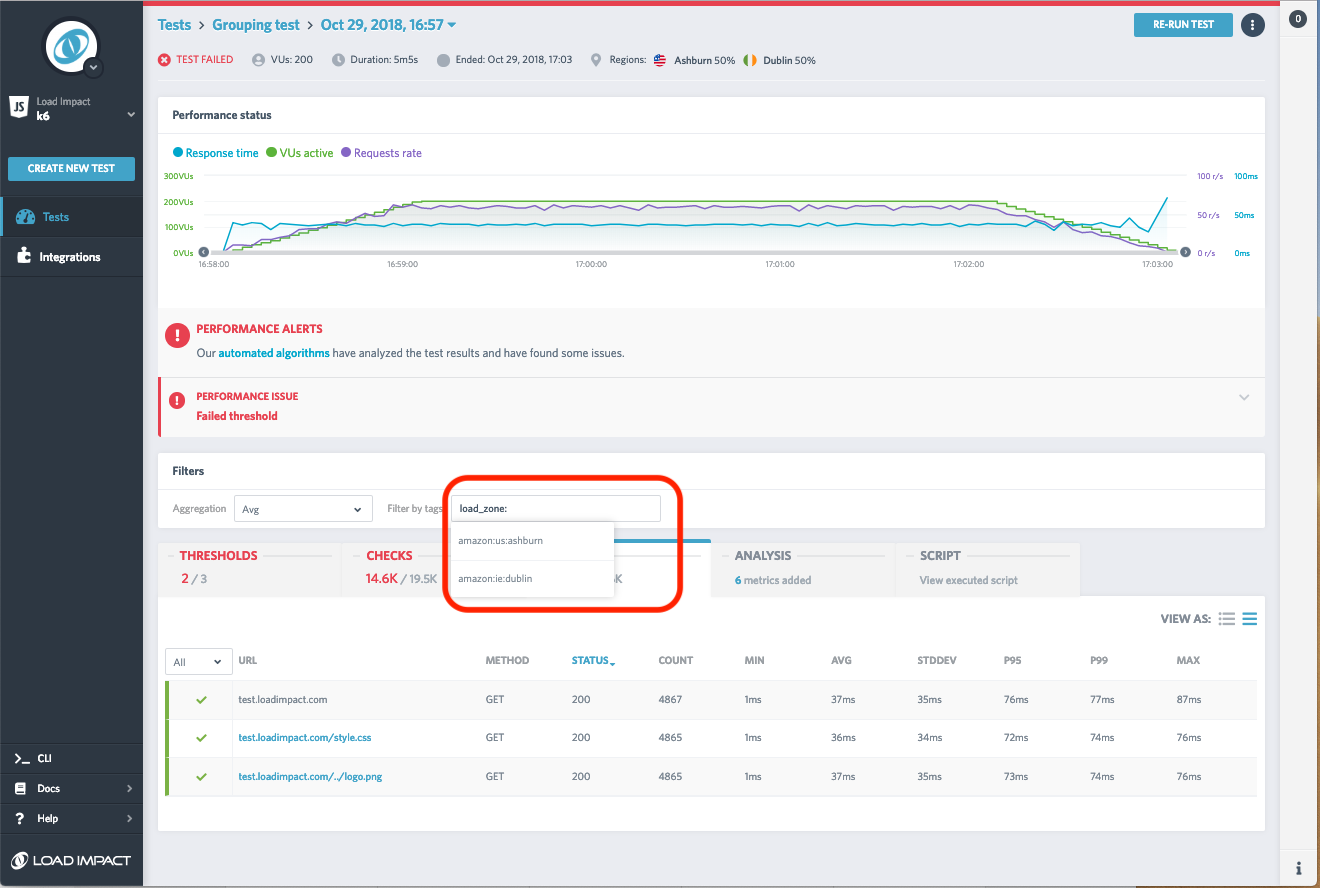 Load Impact
k6
JS
CREATE NEW TEST
Tests
Integrations
CLI
Docs
Help
LOAD IMPACT
Tests > Grouping test > Oct 29, 2018, 16:57
RE-RUN TEST
0
TEST FAILED VUs: 200 Duration: 5m5s Ended: Oct 29, 2018, 17:03 Regions: Ashburn 50% Dublin 50%
Performance status
Response time VUs active Requests rate
300VUs 100 r/s 100ms
200VUs
100VUs 50 r/s 50ms
0VUs 0 r/s 0ms
16:58:00 16:59:00 17:00:00 17:01:00 17:02:00 17:03:00
PERFORMANCE ALERTS
Our automated algorithms have analyzed the test results and have found some issues.
PERFORMANCE ISSUE
Failed threshold
Filters
Aggregation Avg Filter by tags load_zone:
amazon:us:ashburn
amazon:ie:dublin
THRESHOLDS CHECKS ANALYSIS SCRIPT
2 / 3 14.6K / 19.5K K 6 metrics added View executed script
VIEW AS:
All URL METHOD STATUS COUNT MIN AVG STDDEV P95 P99 MAX
test.loadimpact.com GET 200 4867 1ms 37ms 35ms 76ms 77ms 87ms
test.loadimpact.com/style.css GET 200 4865 1ms 36ms 34ms 72ms 74ms 76ms
test.loadimpact.com/../logo.png GET 200 4865 1ms 37ms 35ms 73ms 74ms 76ms